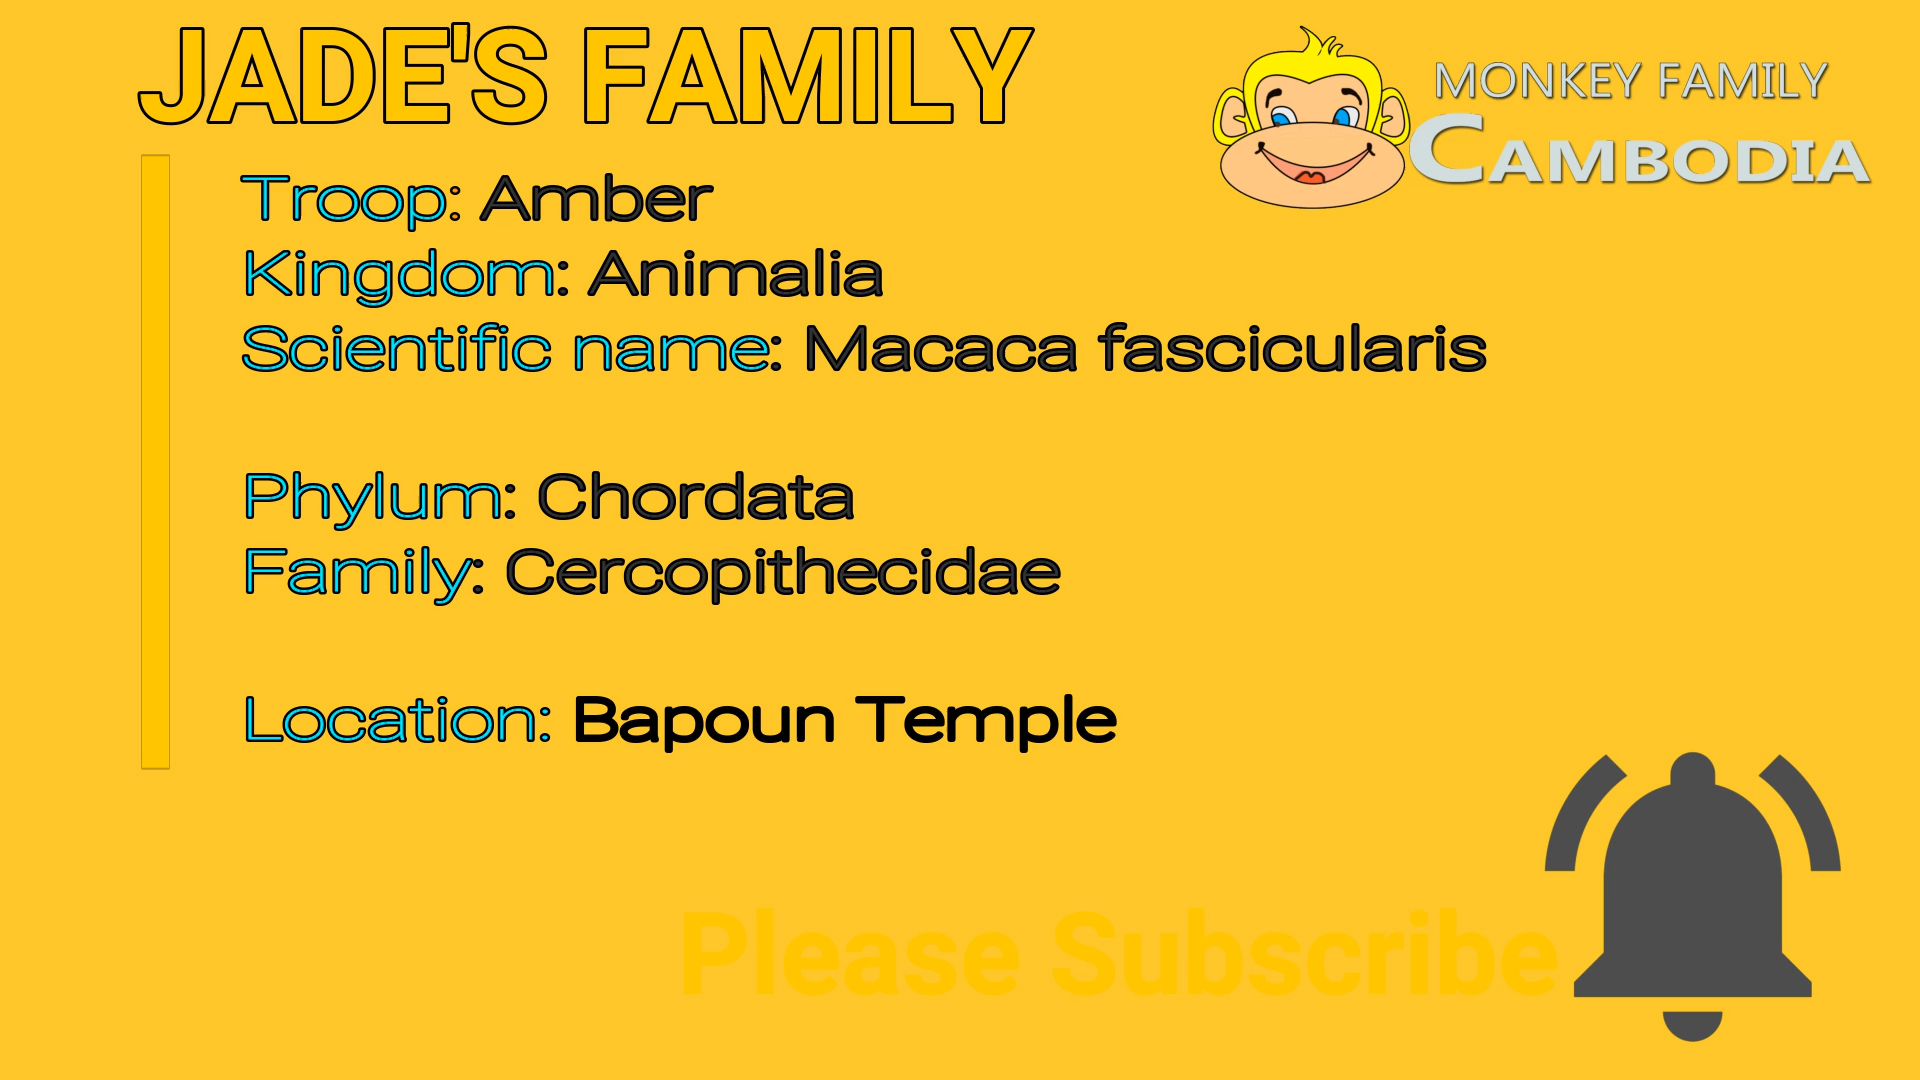 JADE'S FAMILY
MONKEY FAMILY
CAMBODIA
Troop: Amber
Kingdom: Animalia
Scientific name: Macaca fascicularis
Phylum: Chordata
Family: Cercopithecidae
Location: Bapoun Temple
Please Subscribe